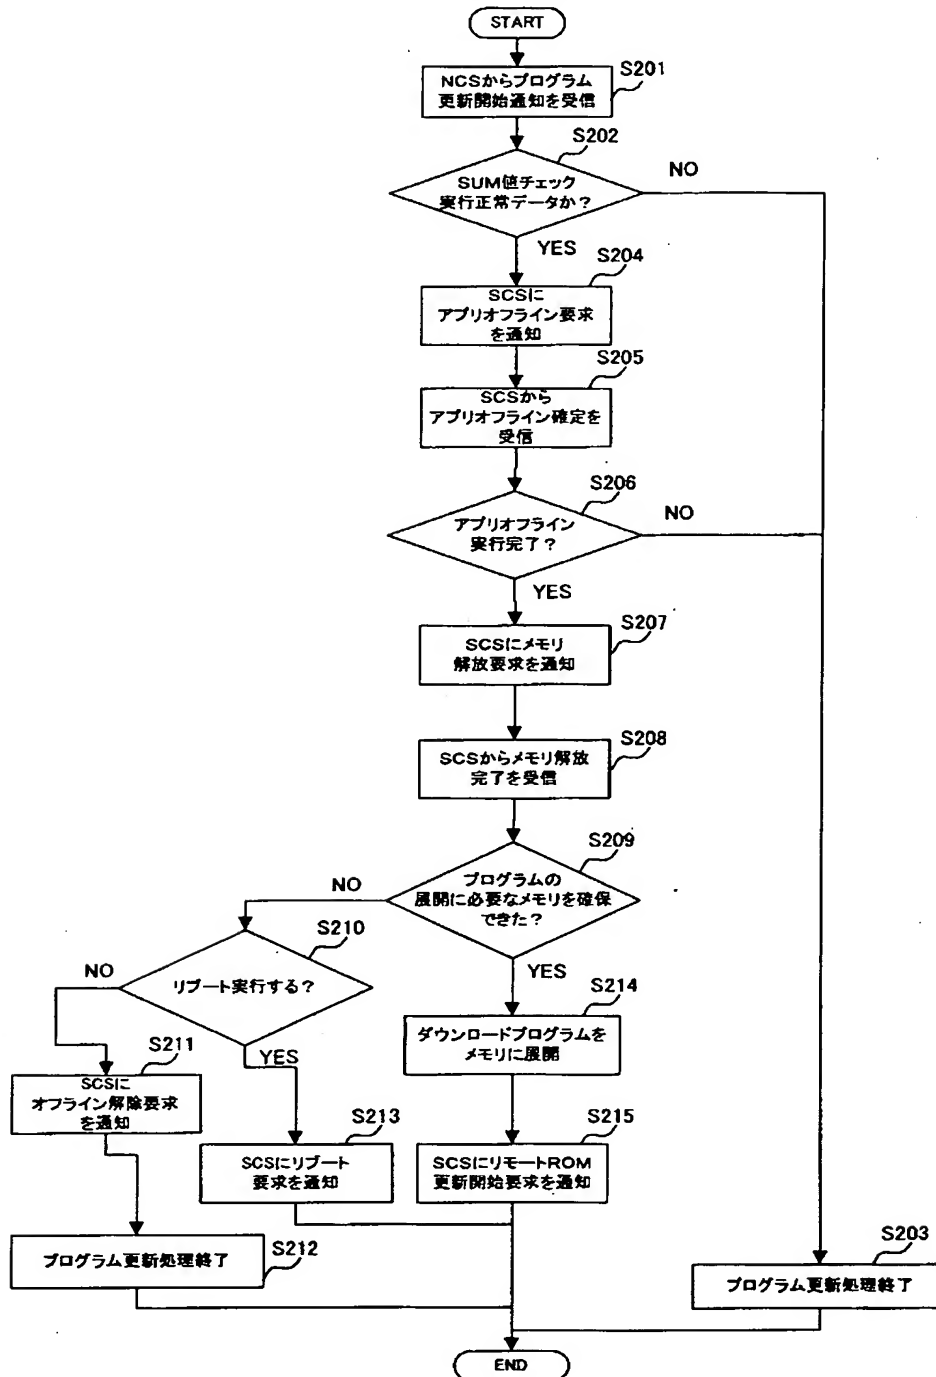 START
S201
NCSからプログラム
更新開始通知を受信
S202
NO
SUM値チェック
実行正常データか?
YES
S204
SCSに
アプリオフライン要求
を通知
S205
SCSから
アプリオフライン確定を
受信
S206
NO
アプリオフライン
実行完了?
YES
S207
SCSにメモリ
解放要求を通知
S208
SCSからメモリ解放
完了を受信
S209
NO
プログラムの
展開に必要なメモリを確保
できた?
S210
NO
リブート実行する?
YES
S214
ダウンロードプログラムを
メモリに展開
YES
S211
SCSに
オフライン解除要求
を通知
S213
SCSにリブート
要求を通知
S215
SCSにリモートROM
更新開始要求を通知
S212
プログラム更新処理終了
S203
プログラム更新処理終了
END